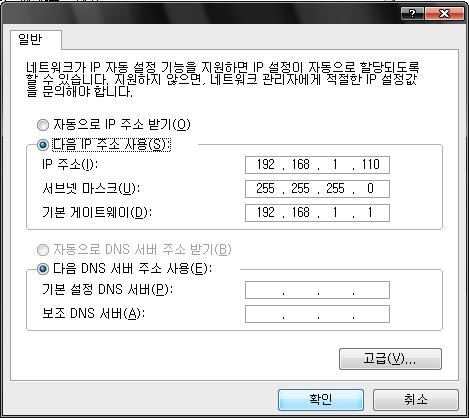 일반
네트워크가 IP 자동 설정 기능을 지원하면 IP 설정이 자동으로 할당되도록
할 수 있습니다. 지원하지 않으면, 네트워크 관리자에게 적절한 IP 설정값
을 문의해야 합니다.
자동으로 IP 주소 받기(O)
다음 IP 주소 사용(S):
IP 주소(I): 192 . 168 . 1 . 110
서브넷 마스크(U): 255 . 255 . 255 . 0
기본 게이트웨이(D): 192 . 168 . 1 . 1
자동으로 DNS 서버 주소 받기(B)
다음 DNS 서버 주소 사용(E):
기본 설정 DNS 서버(P): . . .
보조 DNS 서버(A): . . .
고급(V)...
확인 취소